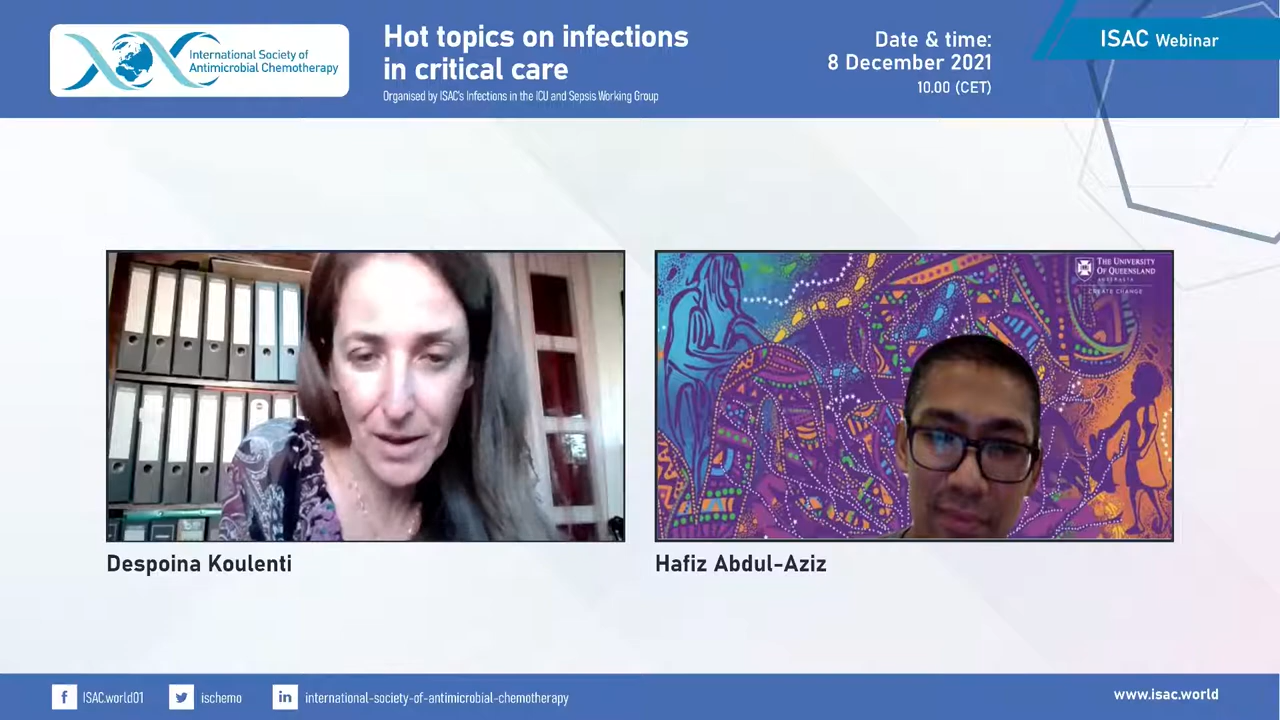 International Society of
Antimicrobial Chemotherapy
Hot topics on infections
in critical care
Organised by ISAC's Infections in the ICU and Sepsis Working Group
Date & time:
8 December 2021
10.00 (CET)
ISAC Webinar
THE UNIVERSITY
OF QUEENSLAND
AUSTRALIA
CREATE CHANGE
Despoina Koulenti
Hafiz Abdul-Aziz
ISAC.world01
ischemo
international-society-of-antimicrobial-chemotherapy
www.isac.world